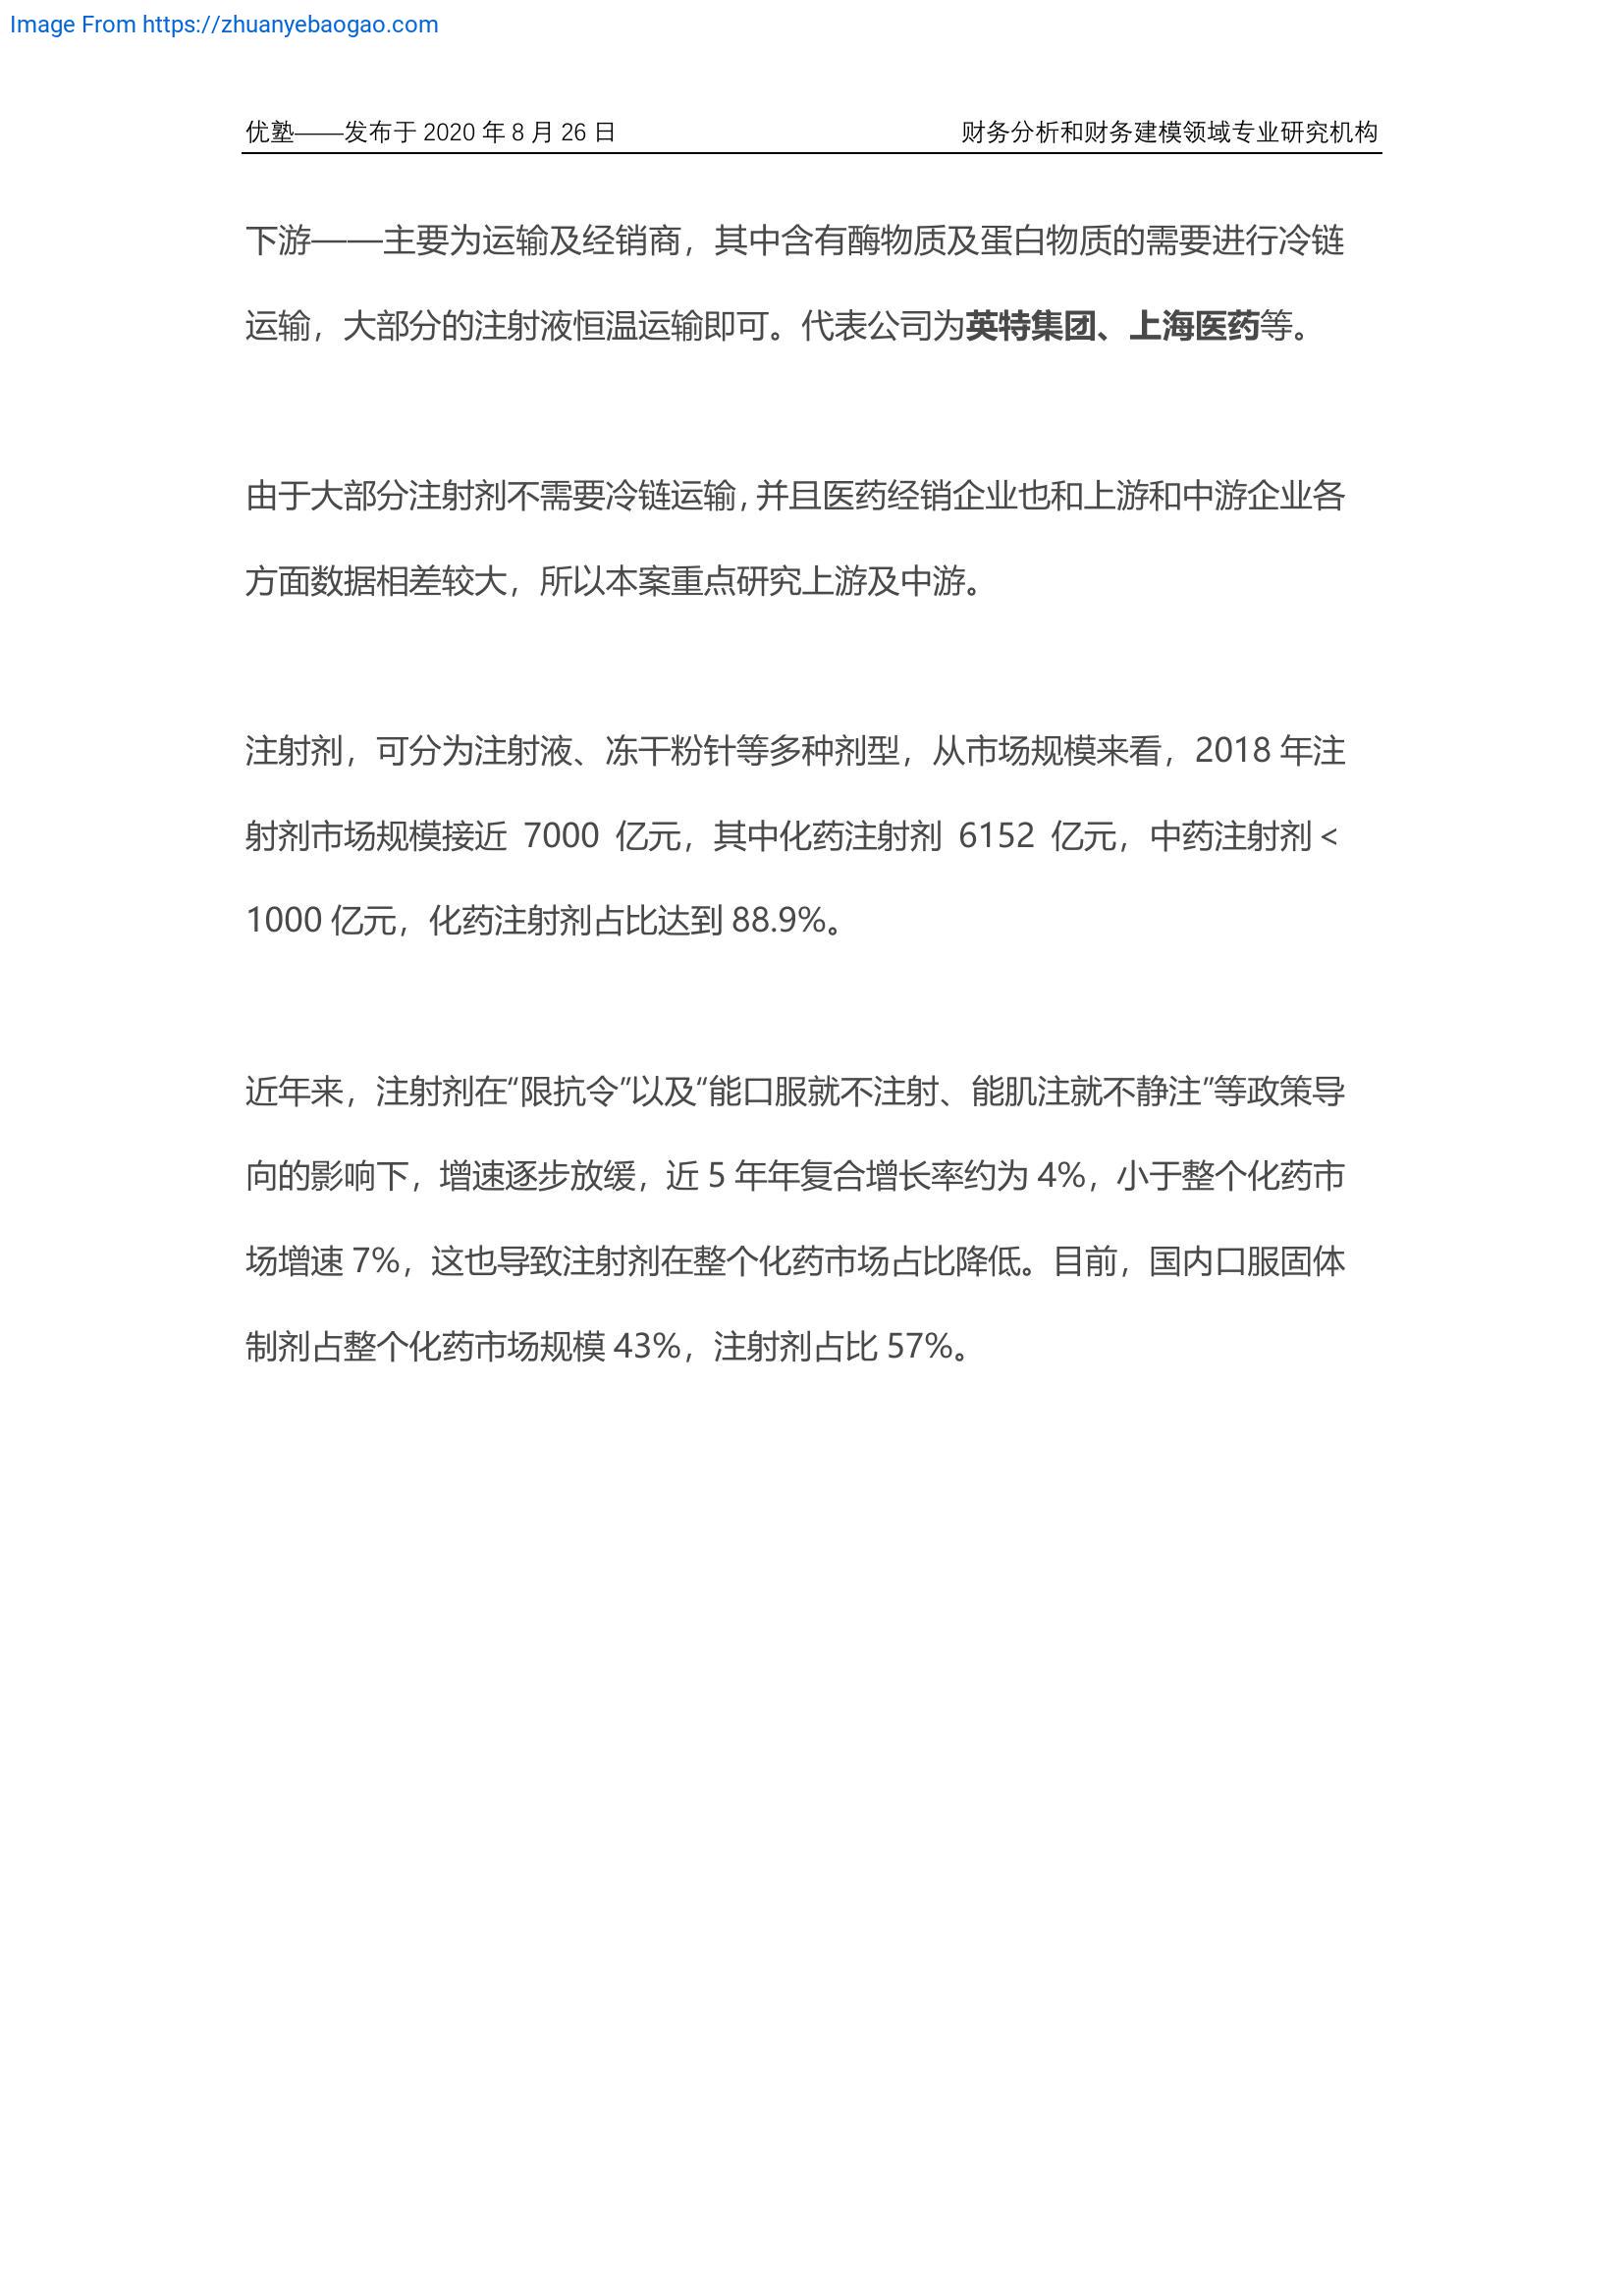 Image From https://zhuanyebaogao.com
优塾——发布于 2020 年 8 月 26 日 财务分析和财务建模领域专业研究机构
下游——主要为运输及经销商，其中含有酶物质及蛋白物质的需要进行冷链
运输，大部分的注射液恒温运输即可。代表公司为英特集团、上海医药等。
由于大部分注射剂不需要冷链运输，并且医药经销企业也和上游和中游企业各
方面数据相差较大，所以本案重点研究上游及中游。
注射剂，可分为注射液、冻干粉针等多种剂型，从市场规模来看，2018 年注
射剂市场规模接近 7000 亿元，其中化药注射剂 6152 亿元，中药注射剂＜
1000 亿元，化药注射剂占比达到 88.9%。
近年来，注射剂在“限抗令”以及“能口服就不注射、能肌注就不静注”等政策导
向的影响下，增速逐步放缓，近 5 年年复合增长率约为 4%，小于整个化药市
场增速 7%，这也导致注射剂在整个化药市场占比降低。目前，国内口服固体
制剂占整个化药市场规模 43%，注射剂占比 57%。